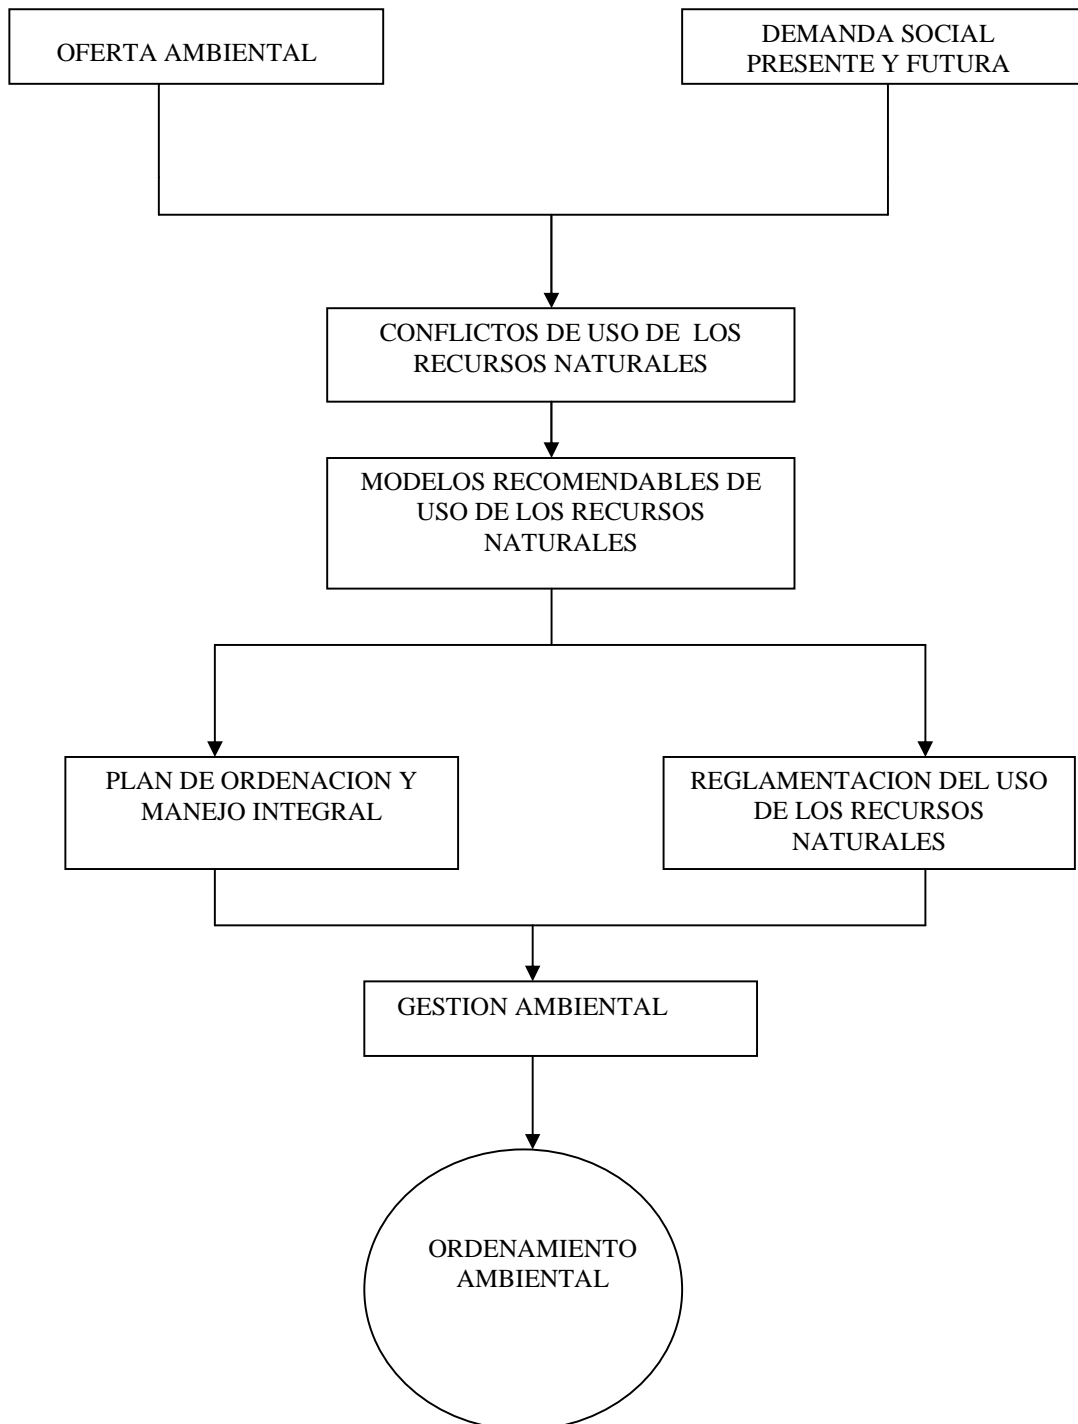 OFERTA AMBIENTAL
DEMANDA SOCIAL
PRESENTE Y FUTURA
CONFLICTOS DE USO DE LOS
RECURSOS NATURALES
MODELOS RECOMENDABLES DE
USO DE LOS RECURSOS
NATURALES
PLAN DE ORDENACION Y
MANEJO INTEGRAL
REGLAMENTACION DEL USO
DE LOS RECURSOS
NATURALES
GESTION AMBIENTAL
ORDENAMIENTO
AMBIENTAL